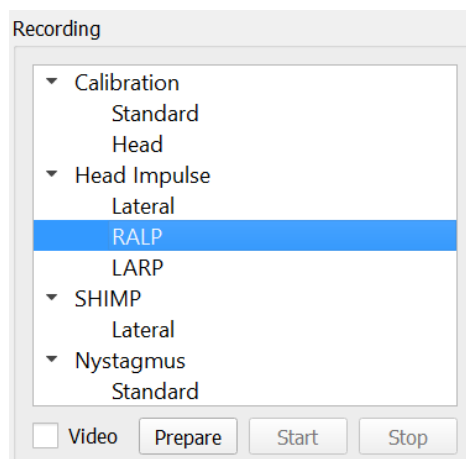 Recording
Calibration
Standard
Head
Head Impulse
Lateral
RALP
LARP
SHIMP
Lateral
Nystagmus
Standard
Video Prepare Start Stop